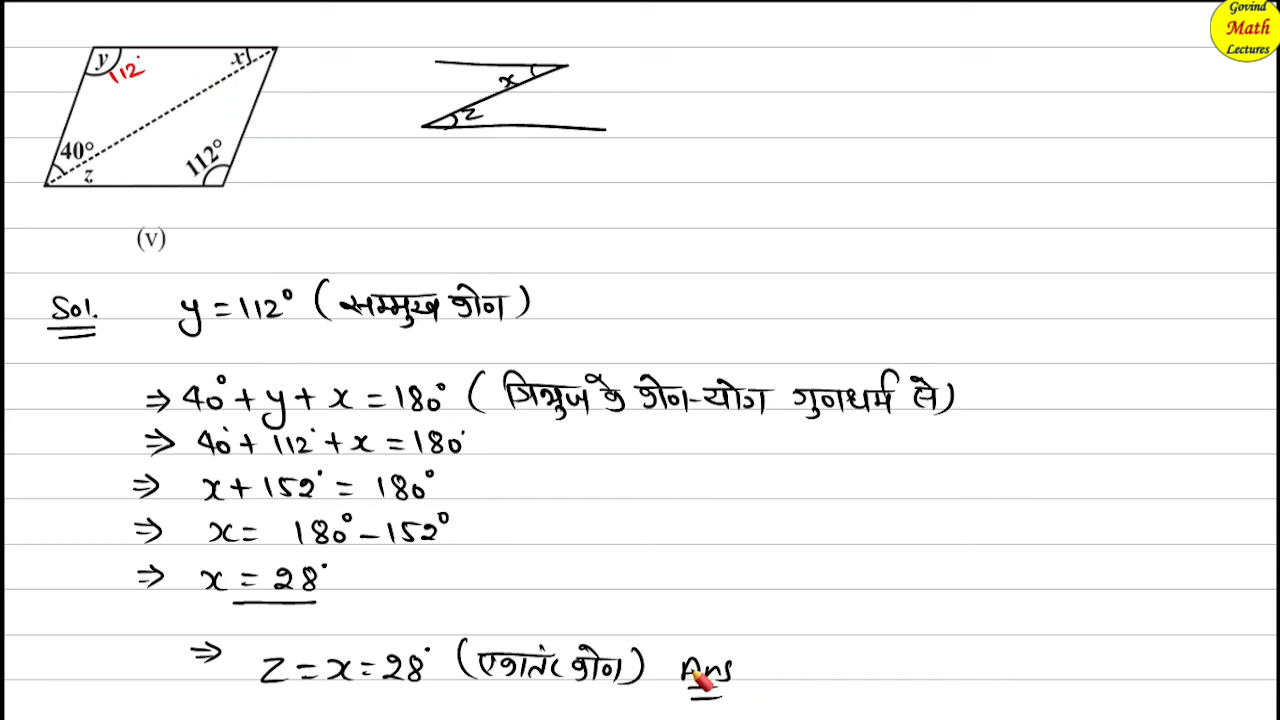 Govind
Math
Lectures
y
112°
x
x
z
40°
z
112°
(v)
Sol. y = 112° (सम्मुख कोण)
⇒ 40° + y + x = 180° (त्रिभुज के कोण-योग गुणधर्म से)
⇒ 40° + 112° + x = 180°
⇒ x + 152° = 180°
⇒ x = 180° - 152°
⇒ x = 28°
⇒ z = x = 28° (एकांतर कोण) Ans